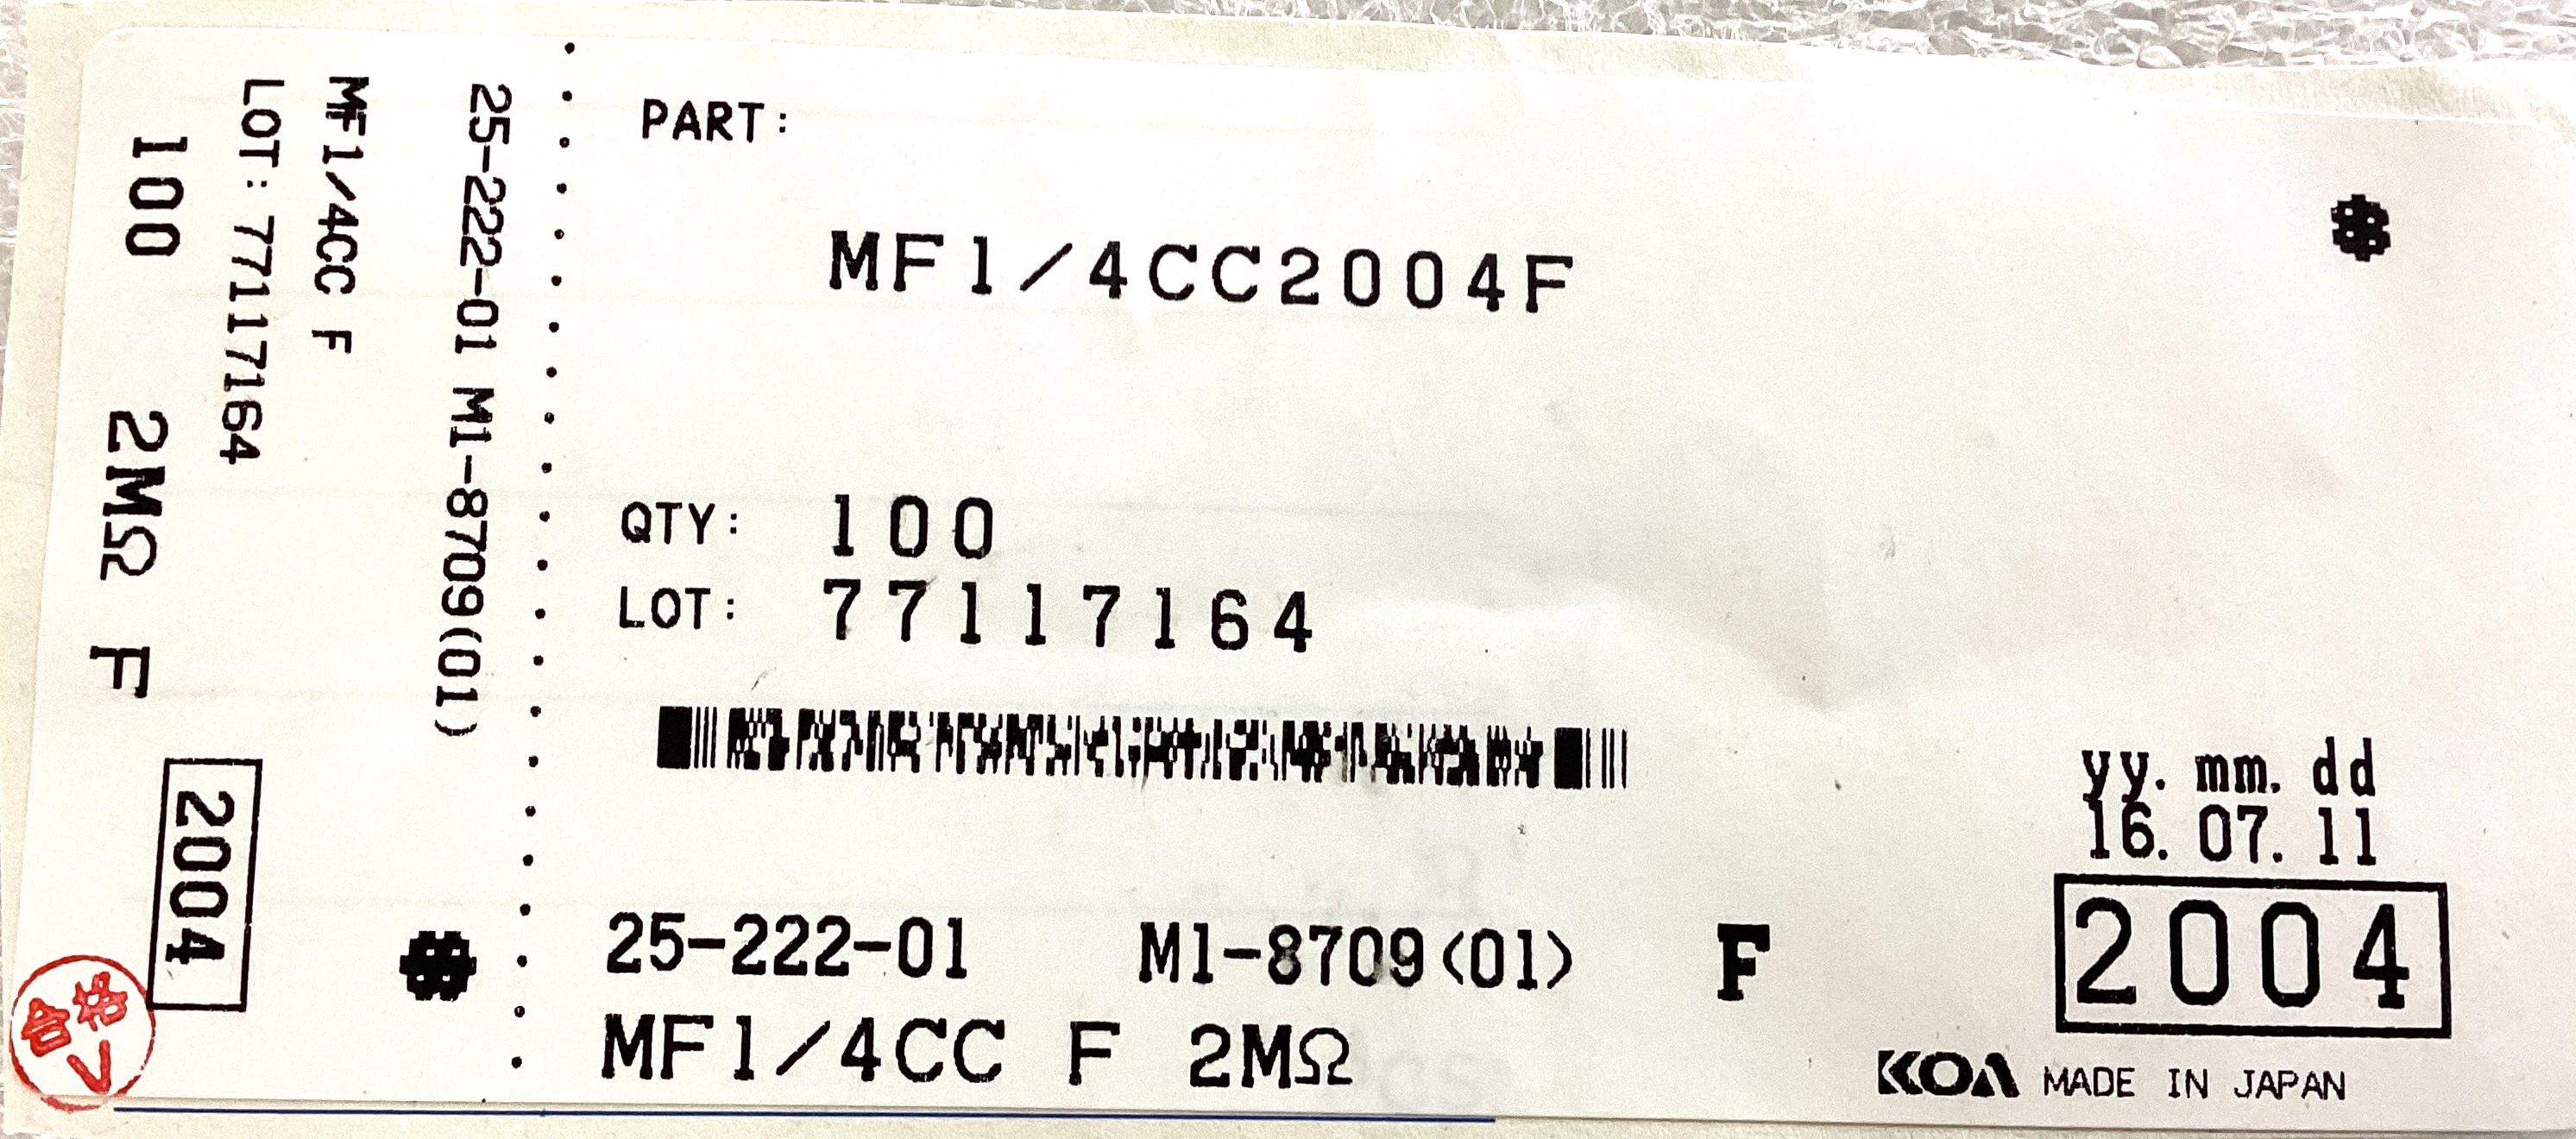 PART:
MF1/4CC2004F
QTY: 100
LOT: 77117164
yy. mm. dd
16. 07. 11
2004
25-222-01 M1-8709(01) F
MF1/4CC F 2MΩ
KOA MADE IN JAPAN
25-222-01 M1-8709(01)
MF1/4CC F
LOT: 77117164
100 2MΩ F
2004
合格
V